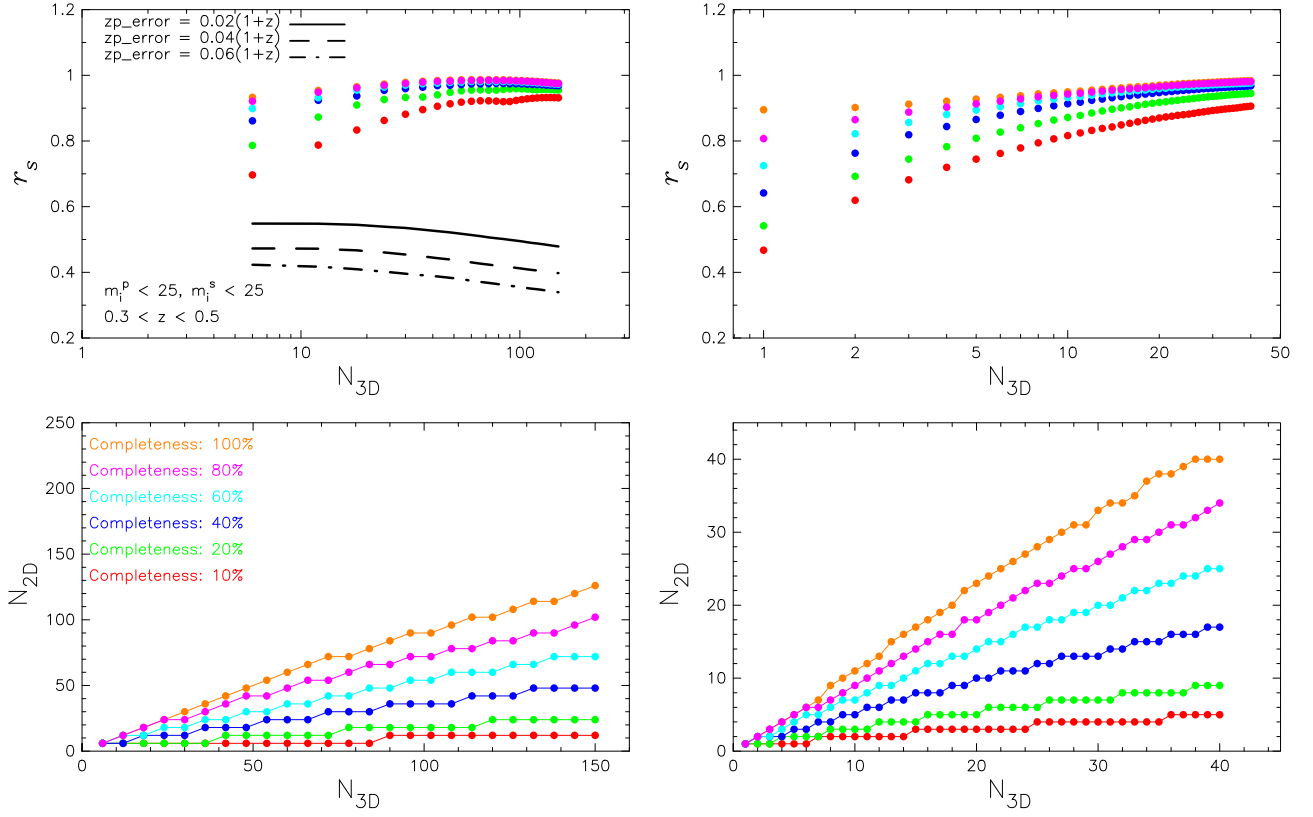 zp_error = 0.02(1+z)
zp_error = 0.04(1+z)
zp_error = 0.06(1+z)
1.2
1
0.8
0.6
0.4
0.2
r_s
m_i^p < 25, m_i^s < 25
0.3 < z < 0.5
1 10 100
N_3D
1.2
1
0.8
0.6
0.4
0.2
r_s
1 2 5 10 20 50
N_3D
250
200
150
100
50
0
N_2D
Completeness: 100%
Completeness: 80%
Completeness: 60%
Completeness: 40%
Completeness: 20%
Completeness: 10%
0 50 100 150
N_3D
40
30
20
10
0
N_2D
0 10 20 30 40
N_3D